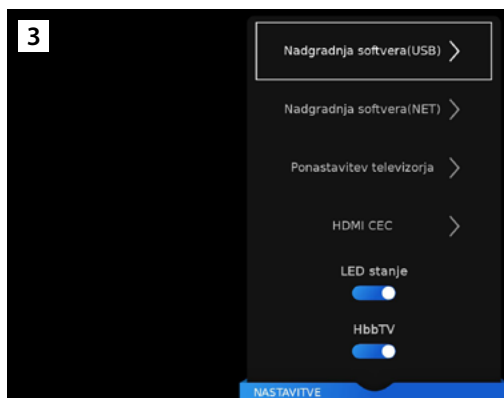 3
Nadgradnja softvera(USB)
Nadgradnja softvera(NET)
Ponastavitev televizorja
HDMI CEC
LED stanje
HbbTV
NASTAVITVE